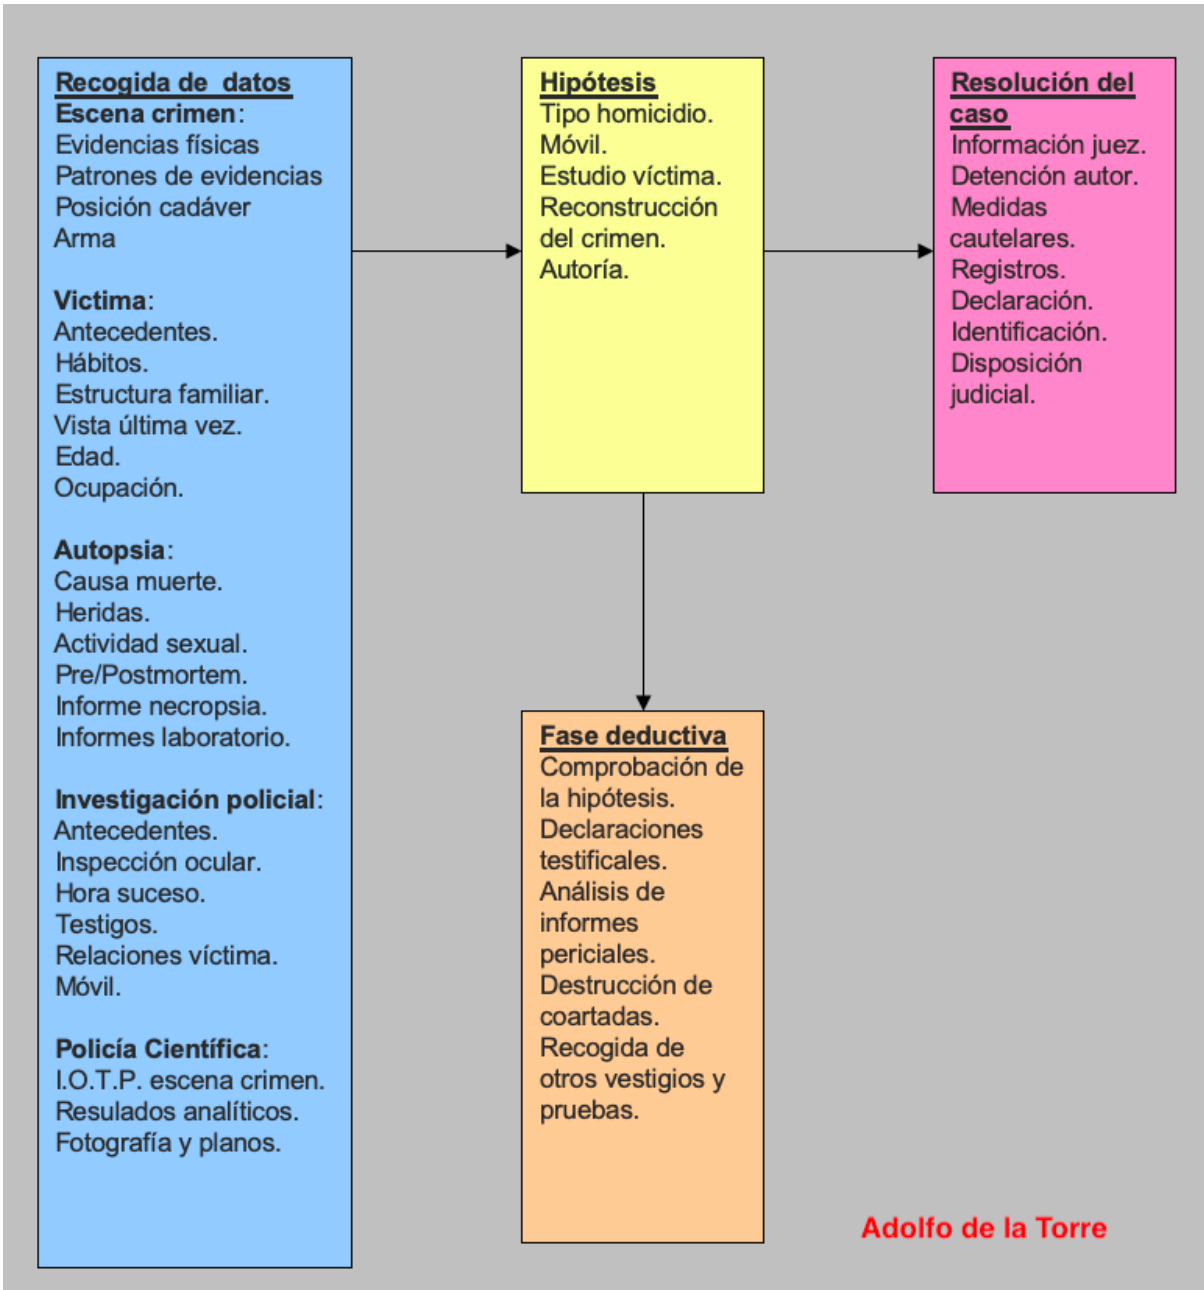 Recogida de datos
Escena crimen:
Evidencias físicas
Patrones de evidencias
Posición cadáver
Arma
Victima:
Antecedentes.
Hábitos.
Estructura familiar.
Vista última vez.
Edad.
Ocupación.
Autopsia:
Causa muerte.
Heridas.
Actividad sexual.
Pre/Postmortem.
Informe necropsia.
Informes laboratorio.
Investigación policial:
Antecedentes.
Inspección ocular.
Hora suceso.
Testigos.
Relaciones víctima.
Móvil.
Policía Científica:
I.O.T.P. escena crimen.
Resulados analíticos.
Fotografía y planos.
Hipótesis
Tipo homicidio.
Móvil.
Estudio víctima.
Reconstrucción
del crimen.
Autoría.
Resolución del
caso
Información juez.
Detención autor.
Medidas
cautelares.
Registros.
Declaración.
Identificación.
Disposición
judicial.
Fase deductiva
Comprobación de
la hipótesis.
Declaraciones
testificales.
Análisis de
informes
periciales.
Destrucción de
coartadas.
Recogida de
otros vestigios y
pruebas.
Adolfo de la Torre